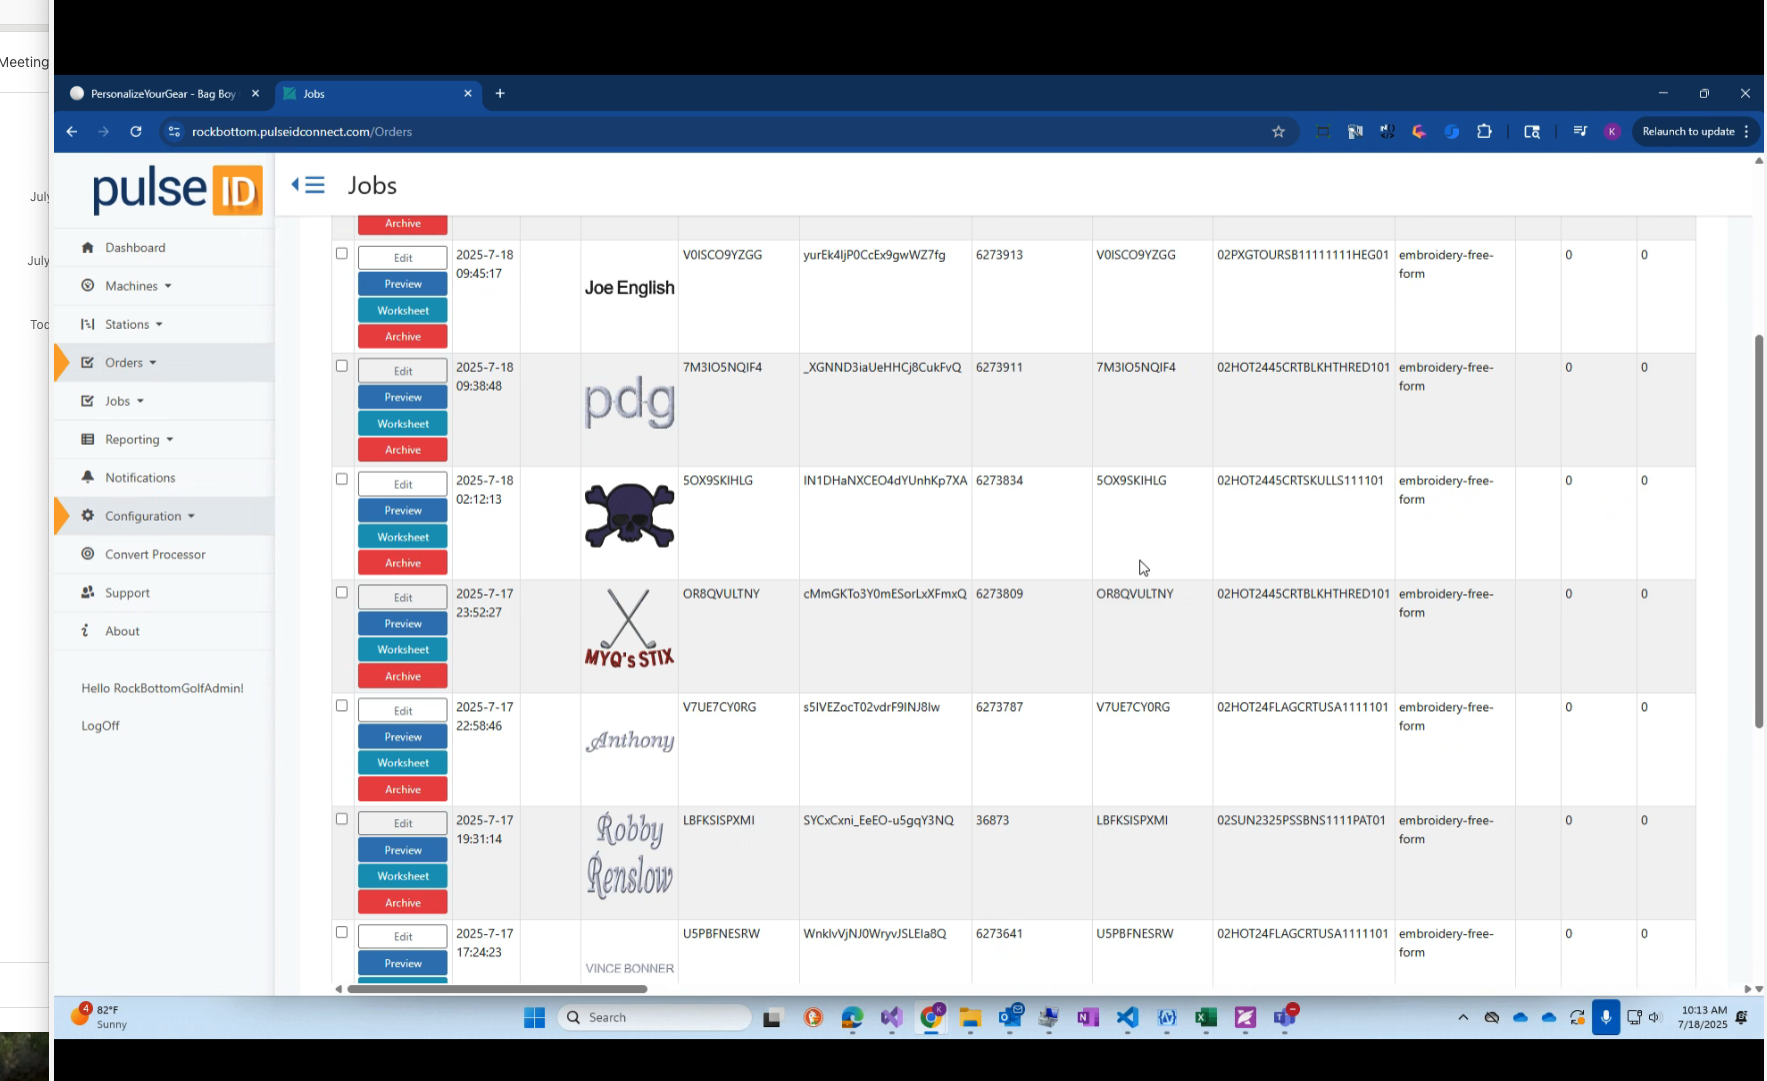 Meeting
July
July
PersonalizeYourGear - Bag Boy
Jobs
rockbottom.pulseidconnect.com/Orders
K
Relaunch to update
pulse ID
Jobs
Dashboard
Machines
Stations
Orders
Jobs
Reporting
Notifications
Configuration
Convert Processor
Support
About
Hello RockBottomGolfAdmin!
LogOff
Archive
Edit
Preview
Worksheet
Archive
2025-7-18
09:45:17
Joe English
V0ISCO9YZGG
yurEk4IjP0CcEx9gwWZ7fg
6273913
V0ISCO9YZGG
02PXGTOURSB11111111HEG01
embroidery-free-
form
0
0
Edit
Preview
Worksheet
Archive
2025-7-18
09:38:48
pdg
7M3IO5NQIF4
_XGNND3iaUeHHCj8CukFvQ
6273911
7M3IO5NQIF4
02HOT2445CRTBLKHTHRED101
embroidery-free-
form
0
0
Edit
Preview
Worksheet
Archive
2025-7-18
02:12:13
5OX9SKIHLG
IN1DHaNXCEO4dYUnhKp7XA
6273834
5OX9SKIHLG
02HOT2445CRTSKULLS111101
embroidery-free-
form
0
0
Edit
Preview
Worksheet
Archive
2025-7-17
23:52:27
MYQ's STIX
OR8QVULTNY
cMmGKTo3Y0mESorLxXFmxQ
6273809
OR8QVULTNY
02HOT2445CRTBLKHTHRED101
embroidery-free-
form
0
0
Edit
Preview
Worksheet
Archive
2025-7-17
22:58:46
Anthony
V7UE7CY0RG
s5IVEZocT02vdrF9INJ8Iw
6273787
V7UE7CY0RG
02HOT24FLAGCRTUSA1111101
embroidery-free-
form
0
0
Edit
Preview
Worksheet
Archive
2025-7-17
19:31:14
Robby
Renslow
LBFKSISPXMI
SYCxCxni_EeEO-u5gqY3NQ
36873
LBFKSISPXMI
02SUN2325PSSBNS1111PAT01
embroidery-free-
form
0
0
Edit
Preview
2025-7-17
17:24:23
VINCE BONNER
U5PBFNESRW
WnklvVjNJ0WryvJSLEIa8Q
6273641
U5PBFNESRW
02HOT24FLAGCRTUSA1111101
embroidery-free-
form
0
0
4
82°F
Sunny
Search
10:13 AM
7/18/2025